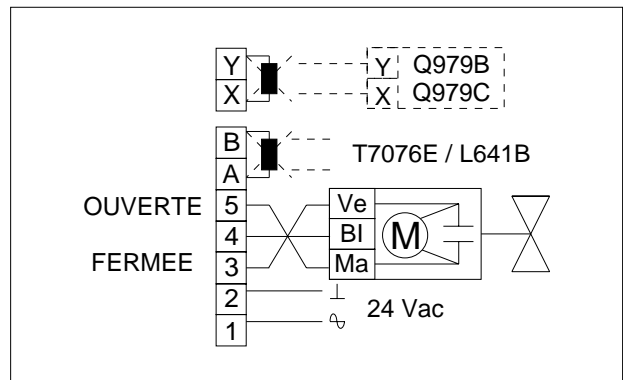 Y Y Q979B
X X Q979C
B
T7076E / L641B
A
OUVERTE 5 Ve
4 Bl M
FERMEE 3 Ma
2
24 Vac
1